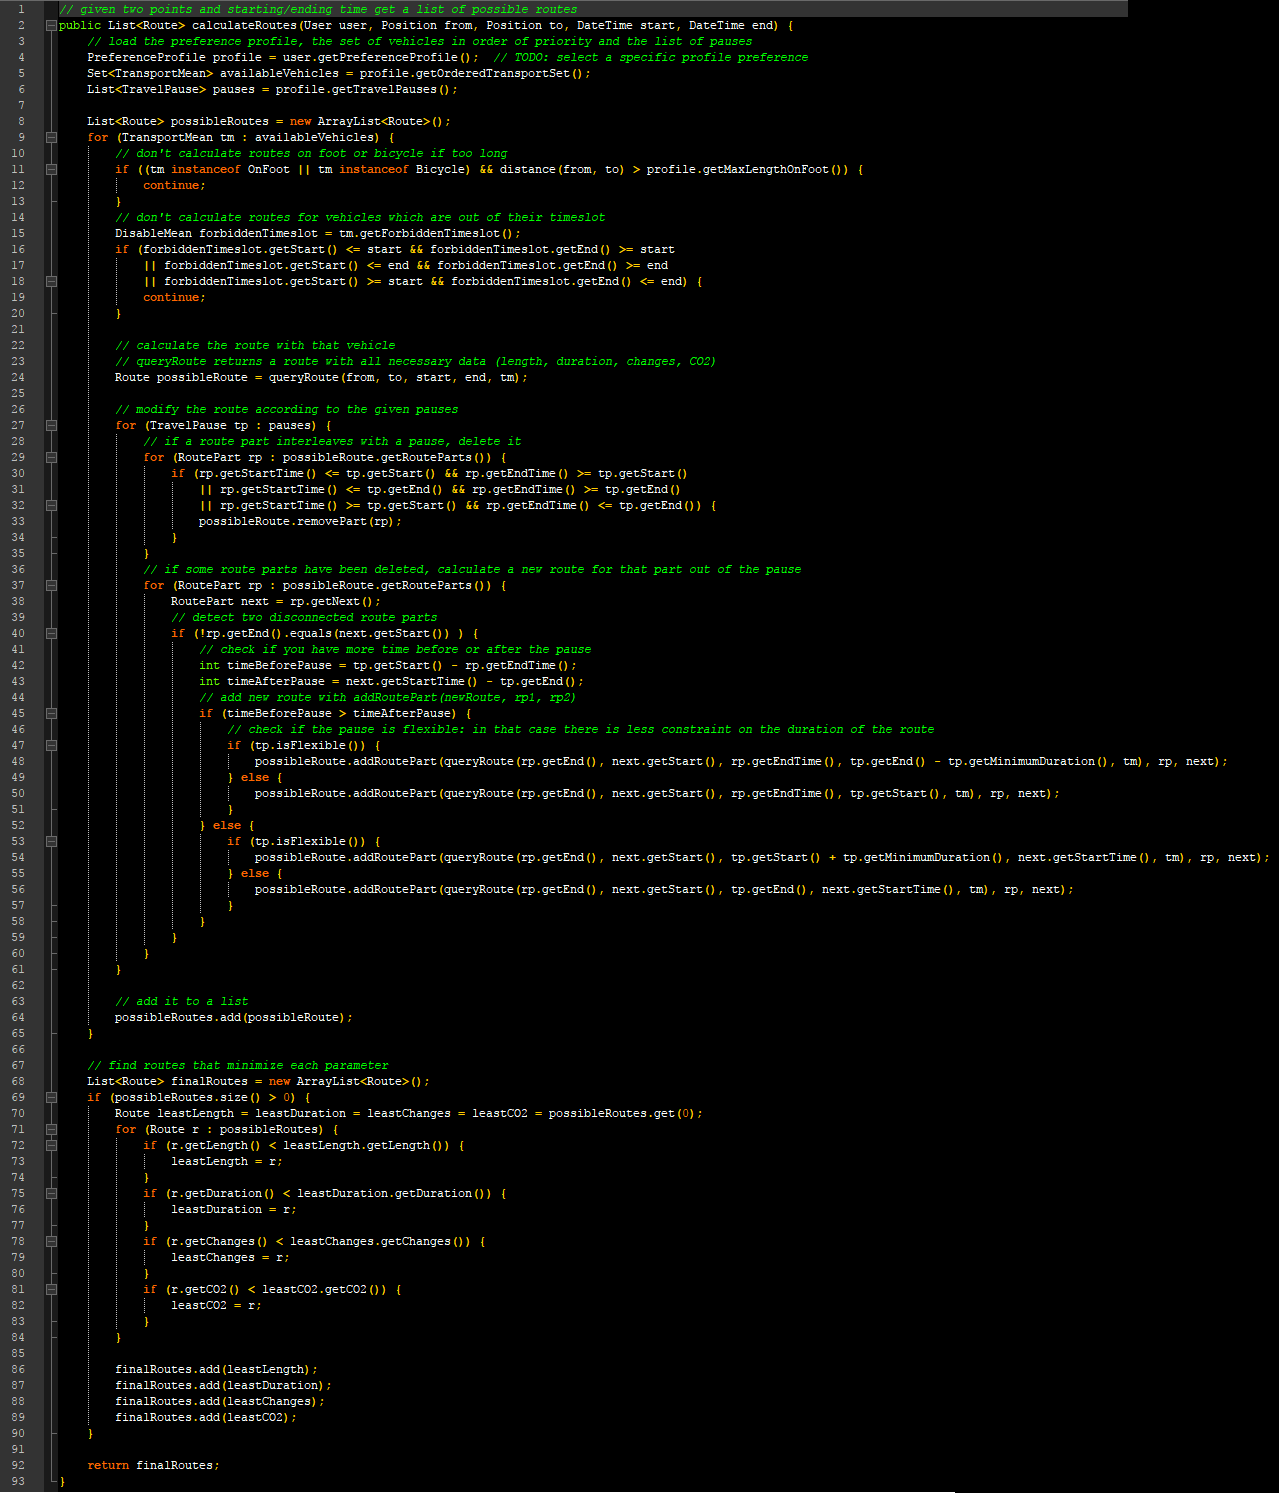 1 // given two points and starting/ending time get a list of possible routes
2 public List<Route> calculateRoutes(User user, Position from, Position to, DateTime start, DateTime end) {
3 // load the preference profile, the set of vehicles in order of priority and the list of pauses
4 PreferenceProfile profile = user.getPreferenceProfile(); // TODO: select a specific profile preference
5 Set<TransportMean> availableVehicles = profile.getOrderedTransportSet();
6 List<TravelPause> pauses = profile.getTravelPauses();
7
8 List<Route> possibleRoutes = new ArrayList<Route>();
9 for (TransportMean tm : availableVehicles) {
10 // don't calculate routes on foot or bicycle if too long
11 if ((tm instanceof OnFoot || tm instanceof Bicycle) && distance(from, to) > profile.getMaxLengthOnFoot()) {
12 continue;
13 }
14 // don't calculate routes for vehicles which are out of their timeslot
15 DisableMean forbiddenTimeslot = tm.getForbiddenTimeslot();
16 if (forbiddenTimeslot.getStart() <= start && forbiddenTimeslot.getEnd() >= start
17 || forbiddenTimeslot.getStart() <= end && forbiddenTimeslot.getEnd() >= end
18 || forbiddenTimeslot.getStart() >= start && forbiddenTimeslot.getEnd() <= end) {
19 continue;
20 }
21
22 // calculate the route with that vehicle
23 // queryRoute returns a route with all necessary data (length, duration, changes, CO2)
24 Route possibleRoute = queryRoute(from, to, start, end, tm);
25
26 // modify the route according to the given pauses
27 for (TravelPause tp : pauses) {
28 // if a route part interleaves with a pause, delete it
29 for (RoutePart rp : possibleRoute.getRouteParts()) {
30 if (rp.getStartTime() <= tp.getStart() && rp.getEndTime() >= tp.getStart()
31 || rp.getStartTime() <= tp.getEnd() && rp.getEndTime() >= tp.getEnd()
32 || rp.getStartTime() >= tp.getStart() && rp.getEndTime() <= tp.getEnd()) {
33 possibleRoute.removePart(rp);
34 }
35 }
36 // if some route parts have been deleted, calculate a new route for that part out of the pause
37 for (RoutePart rp : possibleRoute.getRouteParts()) {
38 RoutePart next = rp.getNext();
39 // detect two disconnected route parts
40 if (!rp.getEnd().equals(next.getStart()) ) {
41 // check if you have more time before or after the pause
42 int timeBeforePause = tp.getStart() - rp.getEndTime();
43 int timeAfterPause = next.getStartTime() - tp.getEnd();
44 // add new route with addRoutePart(newRoute, rp1, rp2)
45 if (timeBeforePause > timeAfterPause) {
46 // check if the pause is flexible: in that case there is less constraint on the duration of the route
47 if (tp.isFlexible()) {
48 possibleRoute.addRoutePart(queryRoute(rp.getEnd(), next.getStart(), rp.getEndTime(), tp.getEnd() - tp.getMinimumDuration(), tm), rp, next);
49 } else {
50 possibleRoute.addRoutePart(queryRoute(rp.getEnd(), next.getStart(), rp.getEndTime(), tp.getStart(), tm), rp, next);
51 }
52 } else {
53 if (tp.isFlexible()) {
54 possibleRoute.addRoutePart(queryRoute(rp.getEnd(), next.getStart(), tp.getStart() + tp.getMinimumDuration(), next.getStartTime(), tm), rp, next);
55 } else {
56 possibleRoute.addRoutePart(queryRoute(rp.getEnd(), next.getStart(), tp.getEnd(), next.getStartTime(), tm), rp, next);
57 }
58 }
59 }
60 }
61 }
62
63 // add it to a list
64 possibleRoutes.add(possibleRoute);
65 }
66
67 // find routes that minimize each parameter
68 List<Route> finalRoutes = new ArrayList<Route>();
69 if (possibleRoutes.size() > 0) {
70 Route leastLength = leastDuration = leastChanges = leastCO2 = possibleRoutes.get(0);
71 for (Route r : possibleRoutes) {
72 if (r.getLength() < leastLength.getLength()) {
73 leastLength = r;
74 }
75 if (r.getDuration() < leastDuration.getDuration()) {
76 leastDuration = r;
77 }
78 if (r.getChanges() < leastChanges.getChanges()) {
79 leastChanges = r;
80 }
81 if (r.getCO2() < leastCO2.getCO2()) {
82 leastCO2 = r;
83 }
84 }
85
86 finalRoutes.add(leastLength);
87 finalRoutes.add(leastDuration);
88 finalRoutes.add(leastChanges);
89 finalRoutes.add(leastCO2);
90 }
91
92 return finalRoutes;
93 }